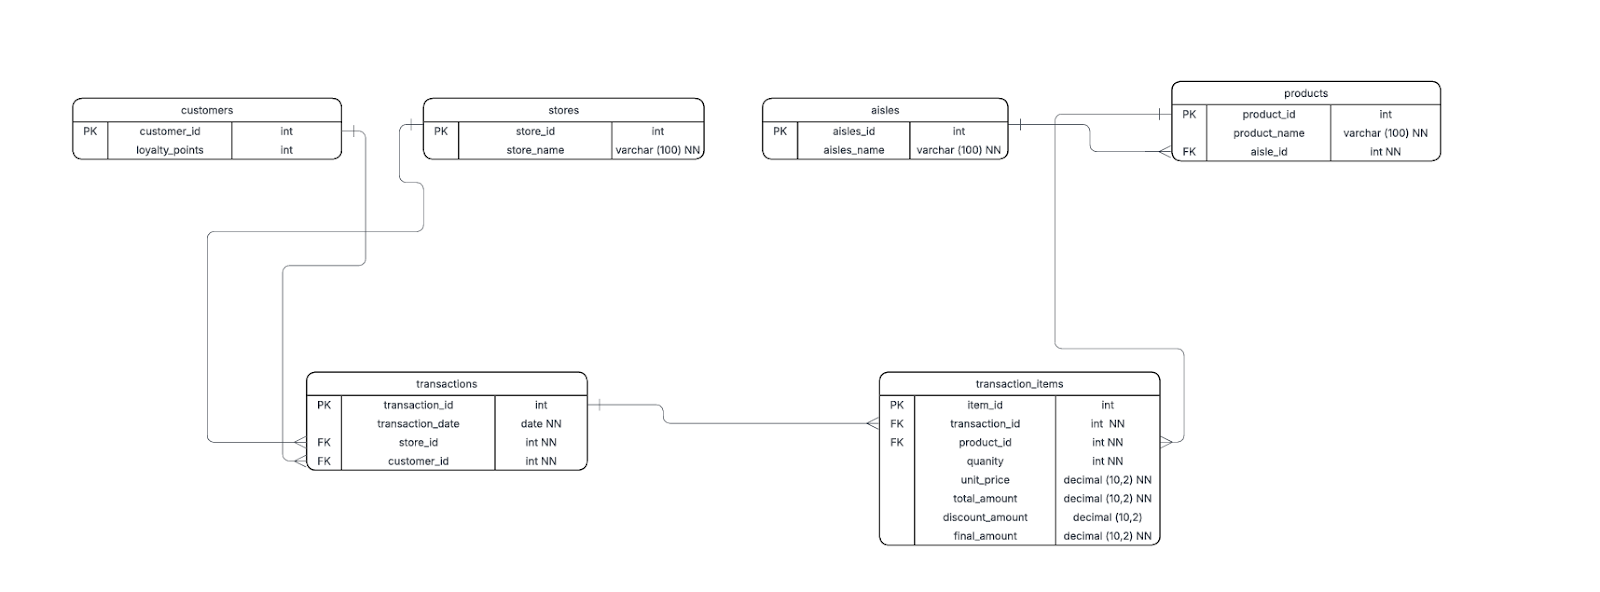 customers
PK customer_id int
loyalty_points int
stores
PK store_id int
store_name varchar (100) NN
aisles
PK aisles_id int
aisles_name varchar (100) NN
products
PK product_id int
product_name varchar (100) NN
FK aisle_id int NN
transactions
PK transaction_id int
transaction_date date NN
FK store_id int NN
FK customer_id int NN
transaction_items
PK item_id int
FK transaction_id int NN
FK product_id int NN
quanity int NN
unit_price decimal (10,2) NN
total_amount decimal (10,2) NN
discount_amount decimal (10,2)
final_amount decimal (10,2) NN